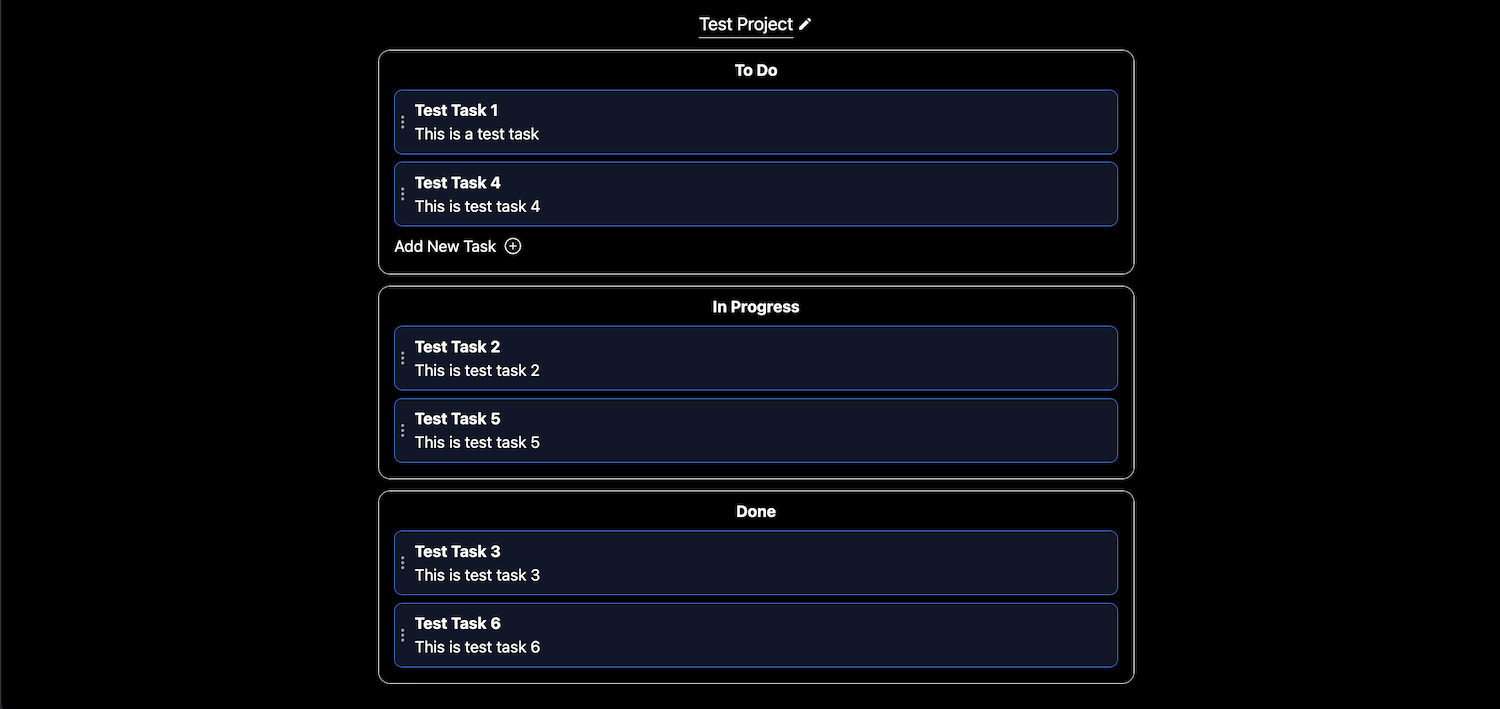 Test Project
To Do
Test Task 1
This is a test task
Test Task 4
This is test task 4
Add New Task
In Progress
Test Task 2
This is test task 2
Test Task 5
This is test task 5
Done
Test Task 3
This is test task 3
Test Task 6
This is test task 6